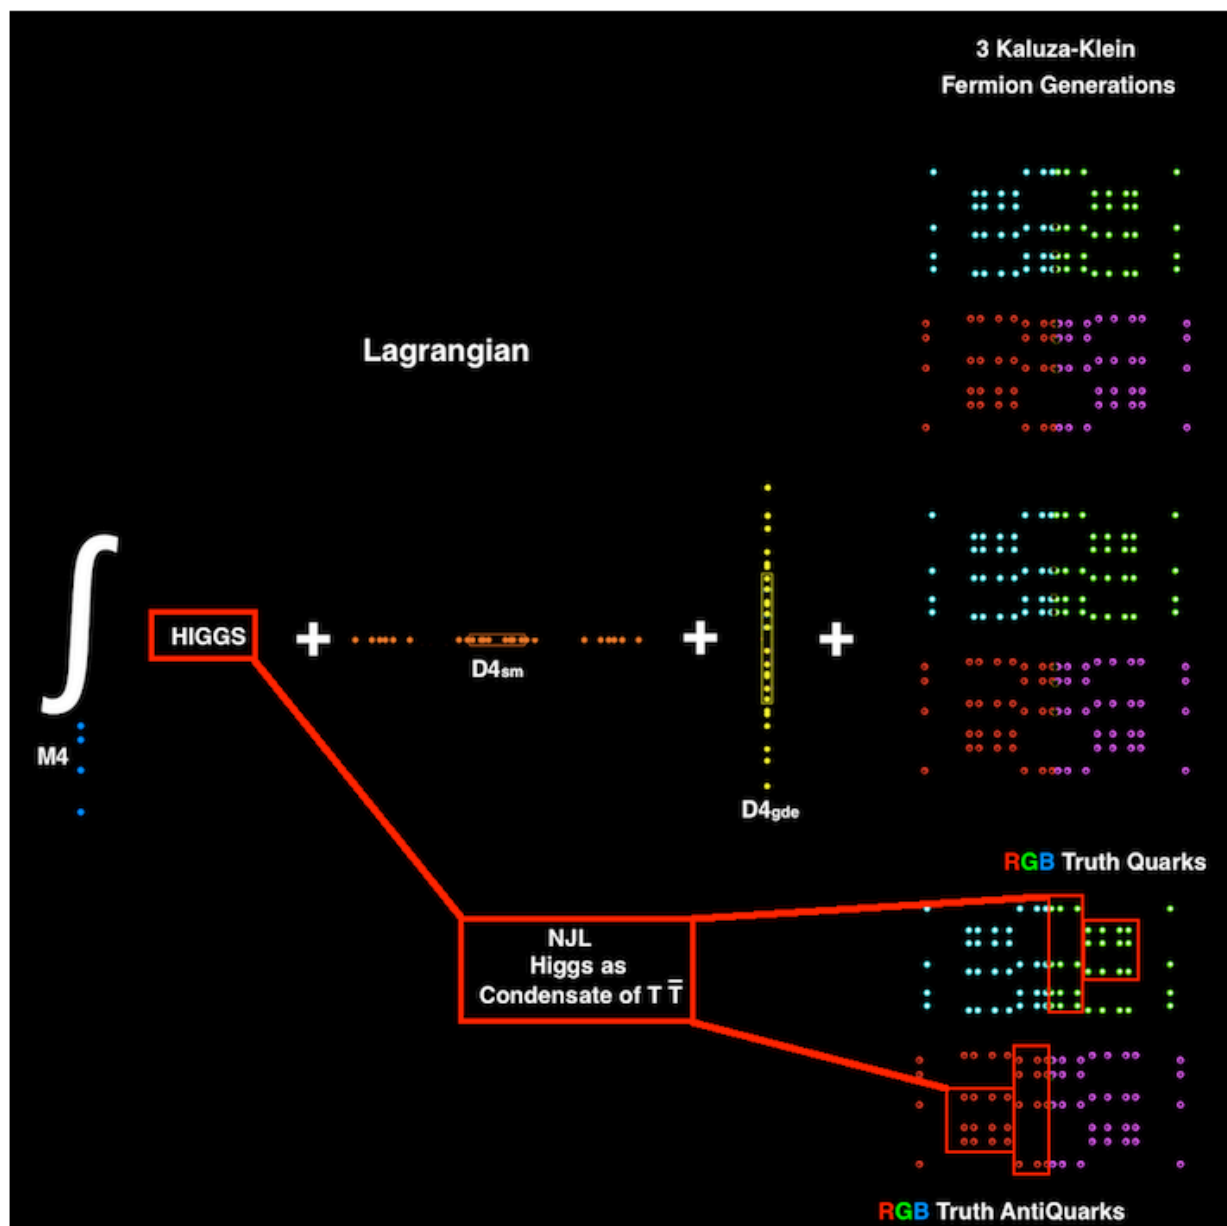 3 Kaluza-Klein
Fermion Generations
Lagrangian
∫
HIGGS
+
D4sm
+
+
M4
D4gde
RGB Truth Quarks
NJL
Higgs as
Condensate of T T̅
RGB Truth AntiQuarks